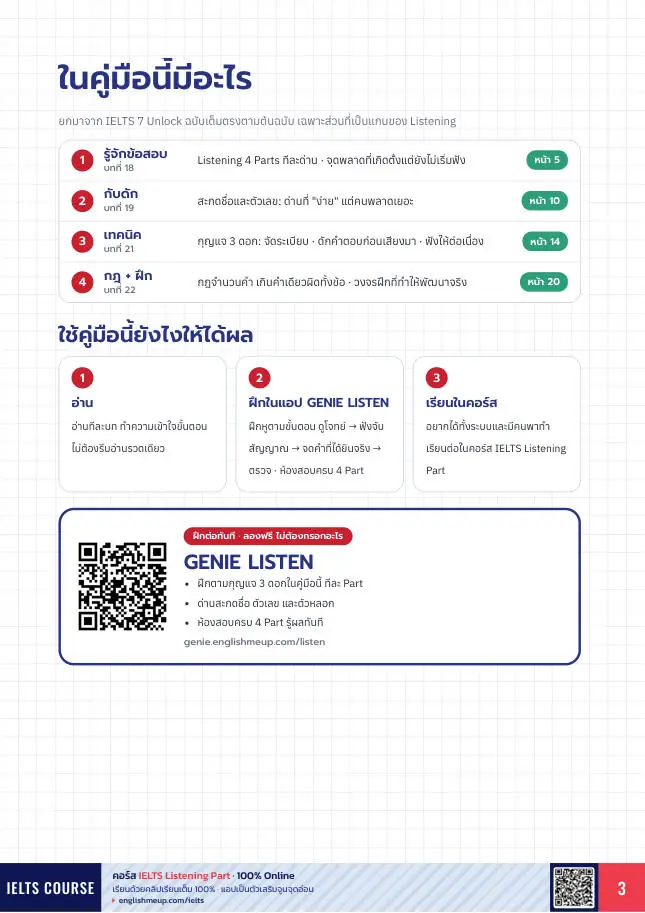 ในคู่มือนี้มีอะไร
ยกมาจาก IELTS 7 Unlock ฉบับเต็มตรงตามต้นฉบับ เฉพาะส่วนที่เป็นแกนของ Listening
1 รู้จักข้อสอบ
บทที่ 18
Listening 4 Parts ทีละด่าน · จุดพลาดที่เกิดตั้งแต่ยังไม่เริ่มฟัง
หน้า 5
2 กับดัก
บทที่ 19
สะกดชื่อและตัวเลข: ด่านที่ "ง่าย" แต่คนพลาดเยอะ
หน้า 10
3 เทคนิค
บทที่ 21
กุญแจ 3 ดอก: จัดระเบียบ · ดักคำตอบก่อนเสียงมา · ฟังให้ต่อเนื่อง
หน้า 14
4 กฎ + ฝึก
บทที่ 22
กฎจำนวนคำ เกินคำเดียวผิดทั้งข้อ · วงจรฝึกที่ทำให้พัฒนาจริง
หน้า 20
ใช้คู่มือนี้ยังไงให้ได้ผล
1
อ่าน
อ่านทีละบท ทำความเข้าใจขั้นตอน
ไม่ต้องรีบอ่านรวดเดียว
2
ฝึกในแอป GENIE LISTEN
ฝึกหูตามขั้นตอน ดูโจทย์ → ฟังจับ
สัญญาณ → จดคำที่ได้ยินจริง →
ตรวจ · ห้องสอบครบ 4 Part
3
เรียนในคอร์ส
อยากได้ทั้งระบบและมีคนพาทำ
เรียนต่อในคอร์ส IELTS Listening
Part
ฝึกต่อทันที · ลองฟรี ไม่ต้องกรอกอะไร
GENIE LISTEN
• ฝึกตามกุญแจ 3 ดอกในคู่มือนี้ ทีละ Part
• ด่านสะกดชื่อ ตัวเลข และตัวหลอก
• ห้องสอบครบ 4 Part รู้ผลทันที
genie.englishmeup.com/listen
IELTS COURSE
คอร์ส IELTS Listening Part · 100% Online
เรียนด้วยคลิปเรียนเต็ม 100% · แอปเป็นตัวเสริมจูนจุดอ่อน
englishmeup.com/ielts
3